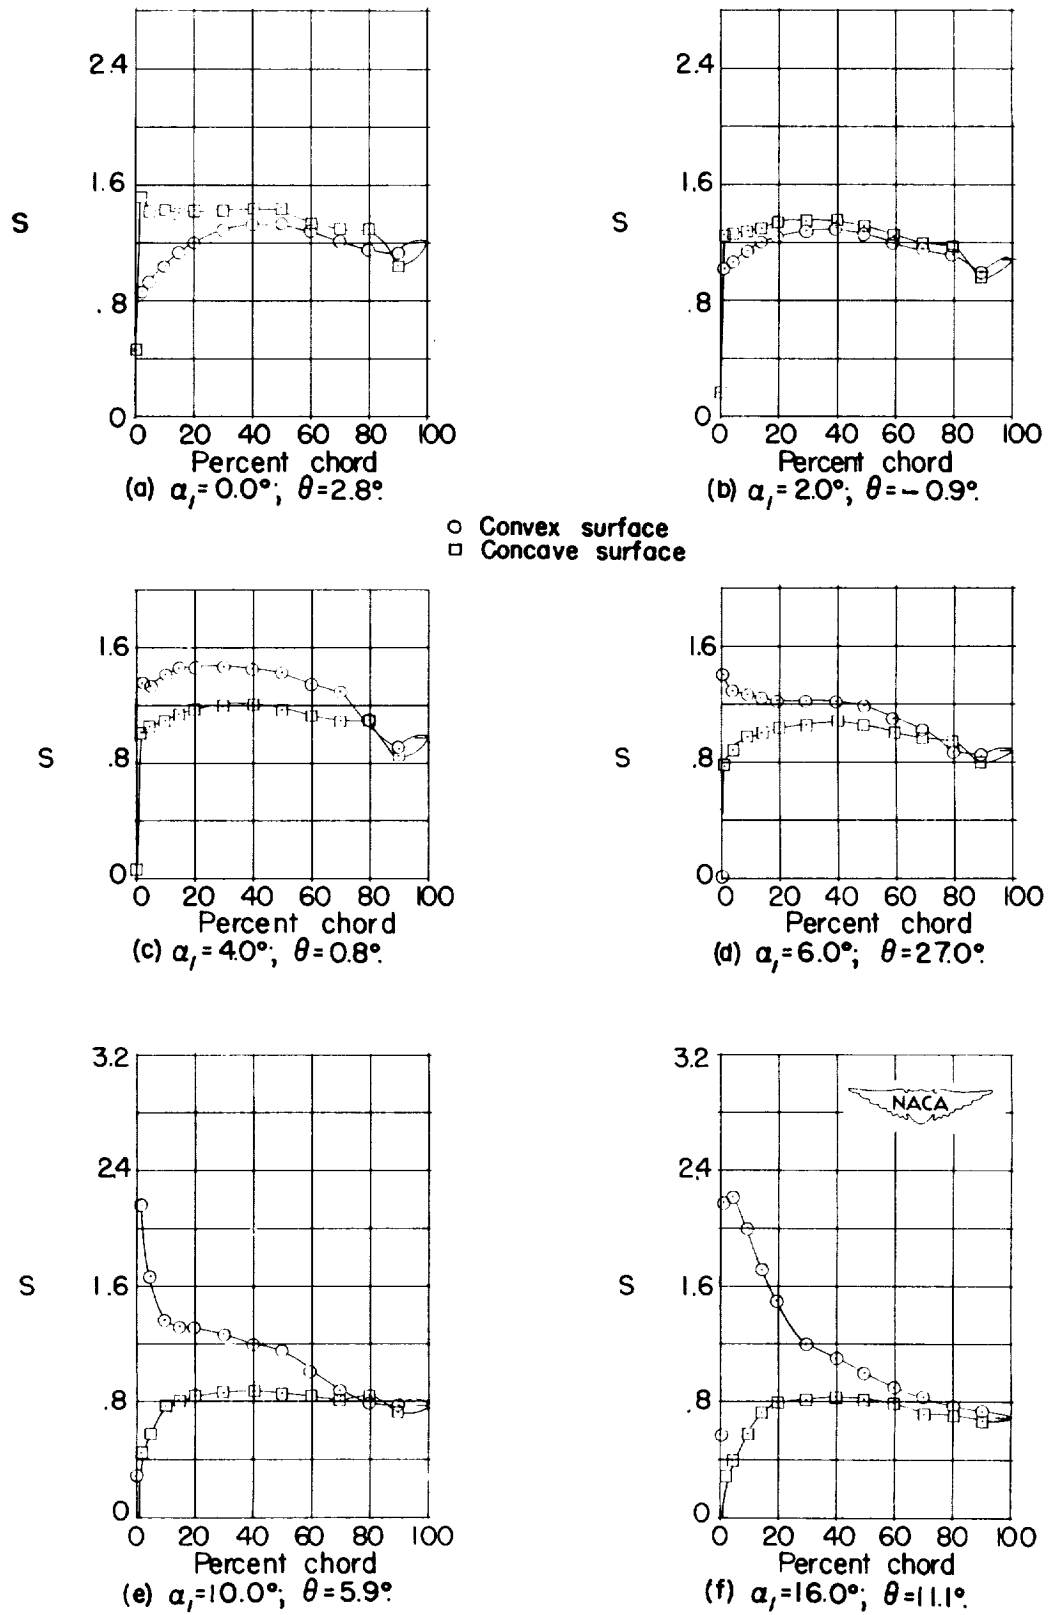 2.4
1.6
S
.8
0
0 20 40 60 80 100
Percent chord
(a) α₁=0.0°; θ=2.8°.
2.4
1.6
S
.8
0
0 20 40 60 80 100
Percent chord
(b) α₁=2.0°; θ=-0.9°.
Convex surface
Concave surface
1.6
S
.8
0
0 20 40 60 80 100
Percent chord
(c) α₁=4.0°; θ=0.8°.
1.6
S
.8
0
0 20 40 60 80 100
Percent chord
(d) α₁=6.0°; θ=27.0°.
3.2
2.4
1.6
S
.8
0
0 20 40 60 80 100
Percent chord
(e) α₁=10.0°; θ=5.9°.
3.2
NACA
2.4
1.6
S
.8
0
0 20 40 60 80 100
Percent chord
(f) α₁=16.0°; θ=11.1°.